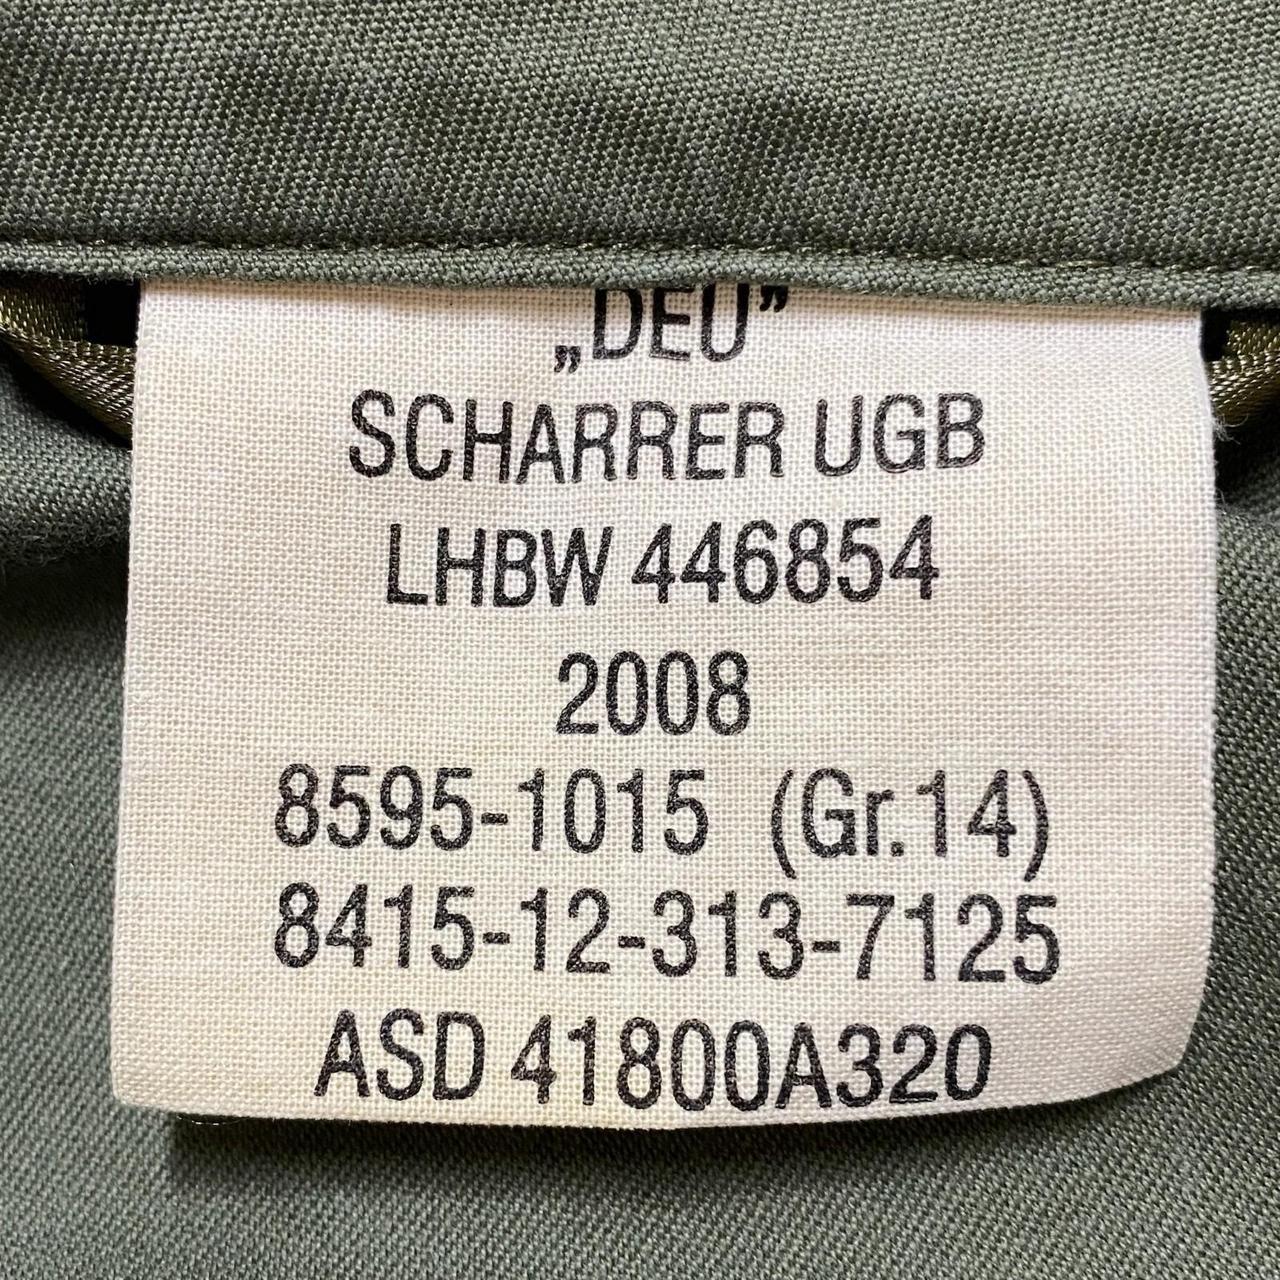 „DEU”
SCHARRER UGB
LHBW 446854
2008
8595-1015 (Gr.14)
8415-12-313-7125
ASD 41800A320